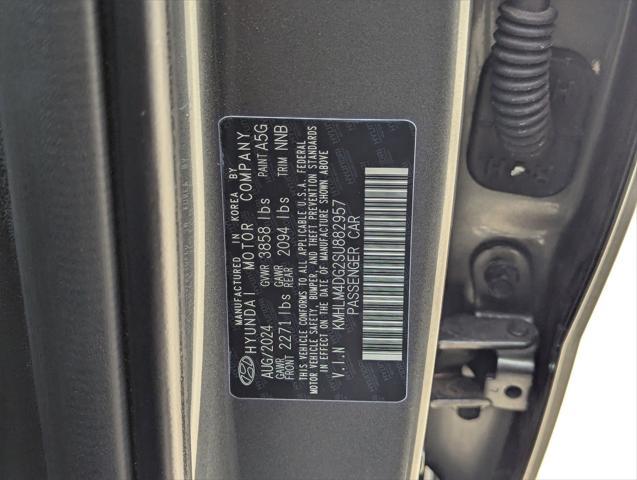 MANUFACTURED IN KOREA BY
HYUNDAI MOTOR COMPANY
AUG/2024 GVWR 3858 lbs PAINT A5G
GAWR FRONT 2271 lbs GAWR REAR 2094 lbs TRIM NNB
THIS VEHICLE CONFORMS TO ALL APPLICABLE U.S.A. FEDERAL
MOTOR VEHICLE SAFETY, BUMPER, AND THEFT PREVENTION STANDARDS
IN EFFECT ON THE DATE OF MANUFACTURE SHOWN ABOVE
V.I.N KMHLM4DG2SU882957
PASSENGER CAR